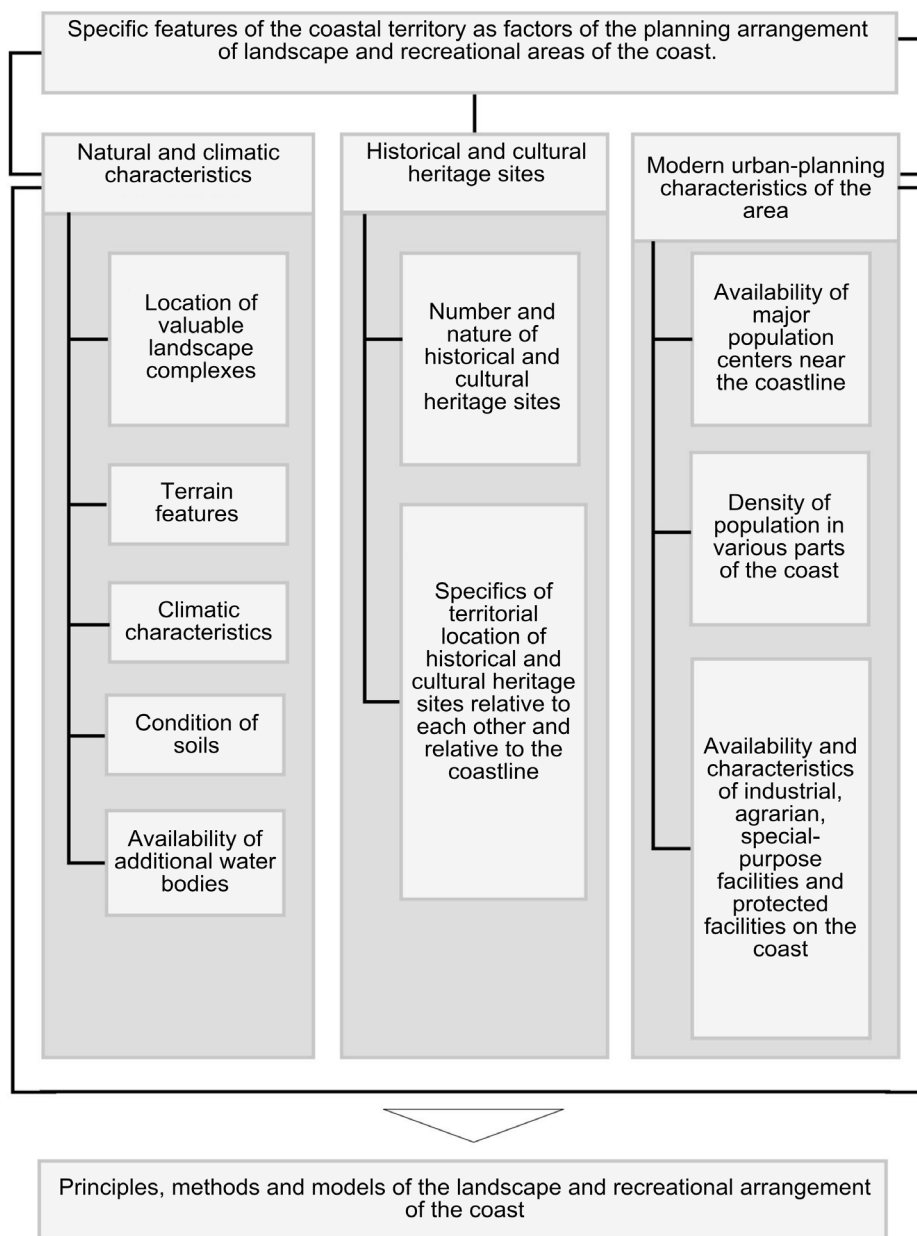 Specific features of the coastal territory as factors of the planning arrangement
of landscape and recreational areas of the coast.
Natural and climatic
characteristics
Location of
valuable
landscape
complexes
Terrain
features
Climatic
characteristics
Condition of
soils
Availability of
additional water
bodies
Historical and cultural
heritage sites
Number and
nature of
historical and
cultural
heritage sites
Specifics of
territorial
location of
historical and
cultural heritage
sites relative to
each other and
relative to the
coastline
Modern urban-planning
characteristics of the
area
Availability of
major
population
centers near
the coastline
Density of
population in
various parts
of the coast
Availability and
characteristics
of industrial,
agrarian,
special-
purpose
facilities and
protected
facilities on the
coast
Principles, methods and models of the landscape and recreational arrangement
of the coast